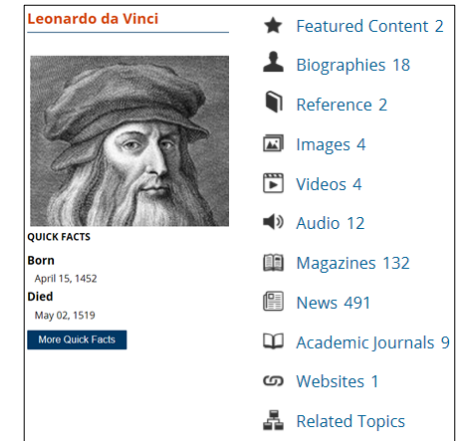 Leonardo da Vinci
QUICK FACTS
Born
April 15, 1452
Died
May 02, 1519
More Quick Facts
Featured Content 2
Biographies 18
Reference 2
Images 4
Videos 4
Audio 12
Magazines 132
News 491
Academic Journals 9
Websites 1
Related Topics